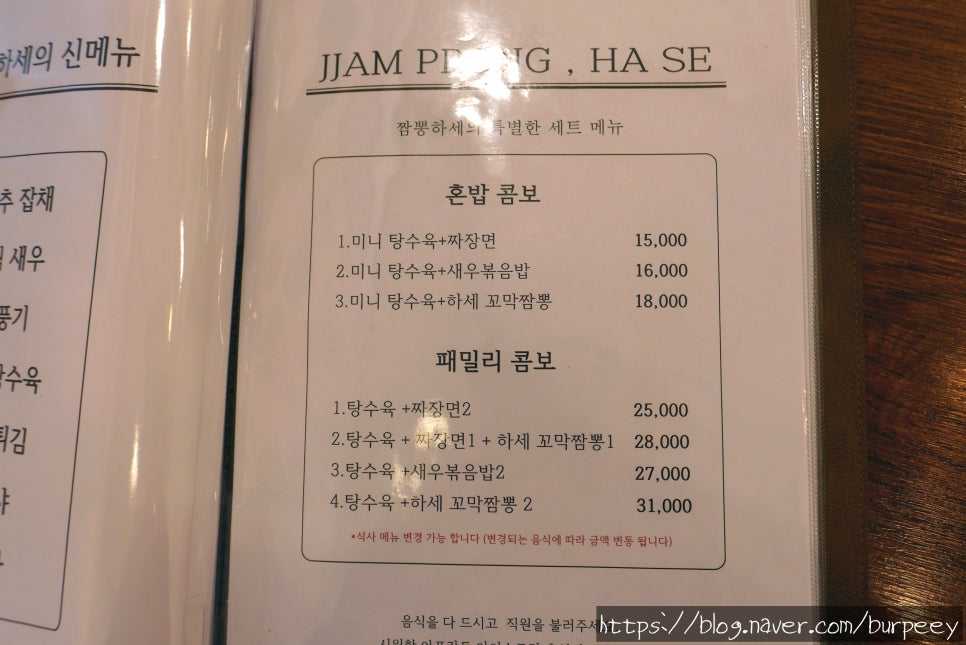 하세의 신메뉴
추 잡채
새우
풍기
수육
튀김
JJAM PONG , HA SE
짬뽕하세의 특별한 세트 메뉴
혼밥 콤보
1.미니 탕수육+짜장면 15,000
2.미니 탕수육+새우볶음밥 16,000
3.미니 탕수육+하세 꼬막짬뽕 18,000
패밀리 콤보
1.탕수육 +짜장면2 25,000
2.탕수육 + 짜장면1 + 하세 꼬막짬뽕1 28,000
3.탕수육 +새우볶음밥2 27,000
4.탕수육 +하세 꼬막짬뽕 2 31,000
*식사 메뉴 변경 가능 합니다 (변경되는 음식에 따라 금액 변동 됩니다)
음식을 다 드시고 직원을 불러주세
https://blog.naver.com/burpeey